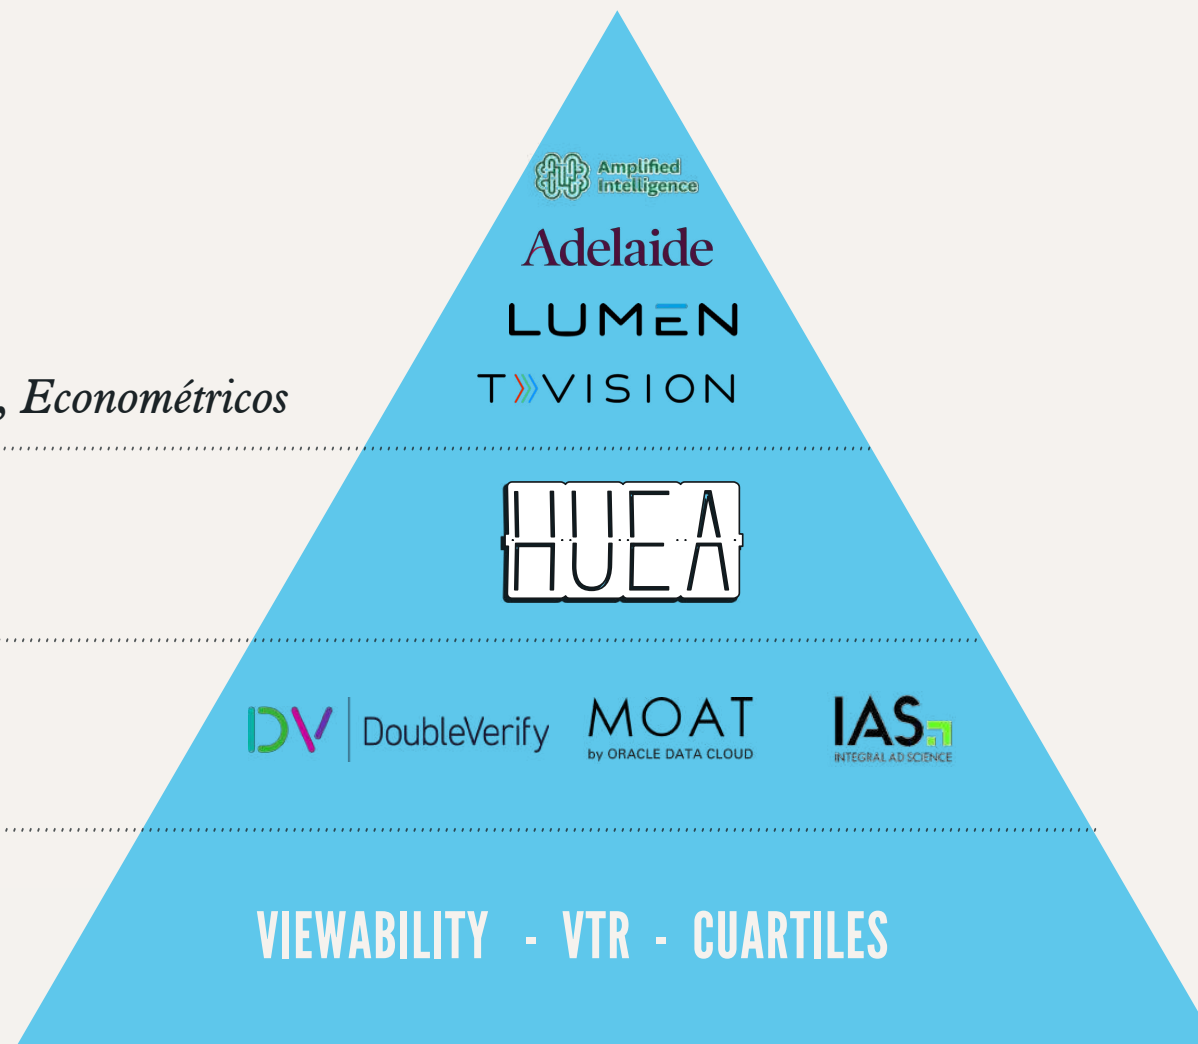 Amplified
Intelligence
Adelaide
LUMEN
TVISION
, Econométricos
HUEA
DV DoubleVerify
MOAT
by ORACLE DATA CLOUD
IAS
INTEGRAL AD SCIENCE
VIEWABILITY - VTR - CUARTILES